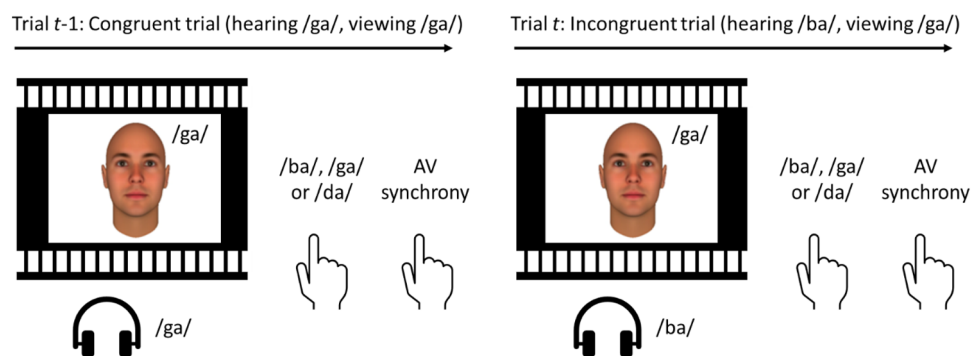 Trial t-1: Congruent trial (hearing /ga/, viewing /ga/)
/ga/
/ba/, /ga/
or /da/
AV
synchrony
/ga/
Trial t: Incongruent trial (hearing /ba/, viewing /ga/)
/ga/
/ba/, /ga/
or /da/
AV
synchrony
/ba/